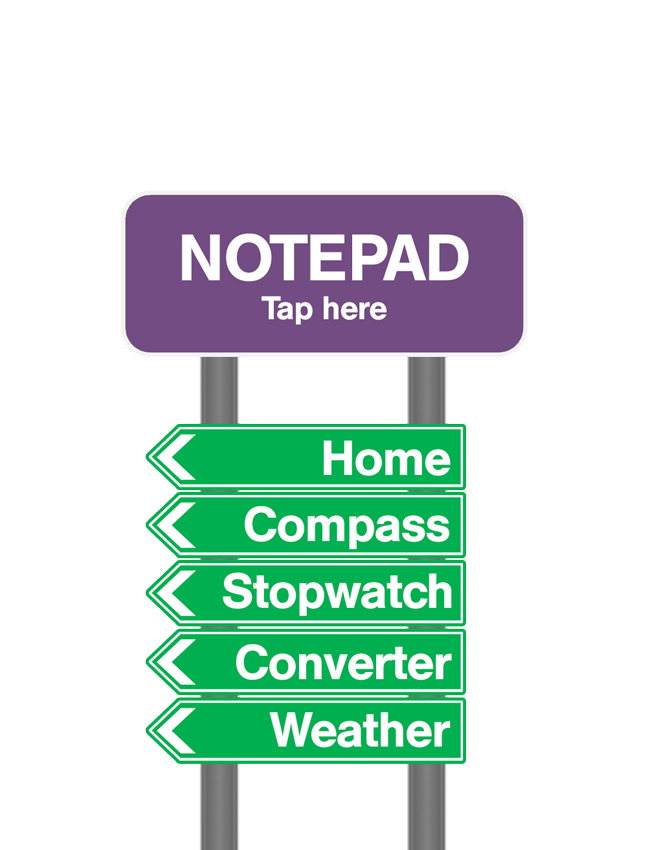 NOTEPAD
Tap here
Home
Compass
Stopwatch
Converter
Weather